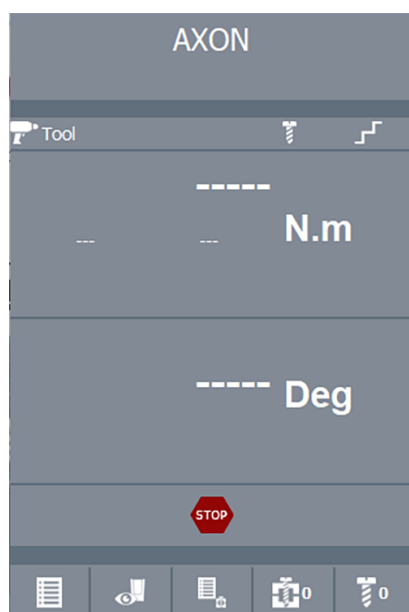 AXON
Tool
-----
--- --- N.m
----- Deg
STOP
0 0